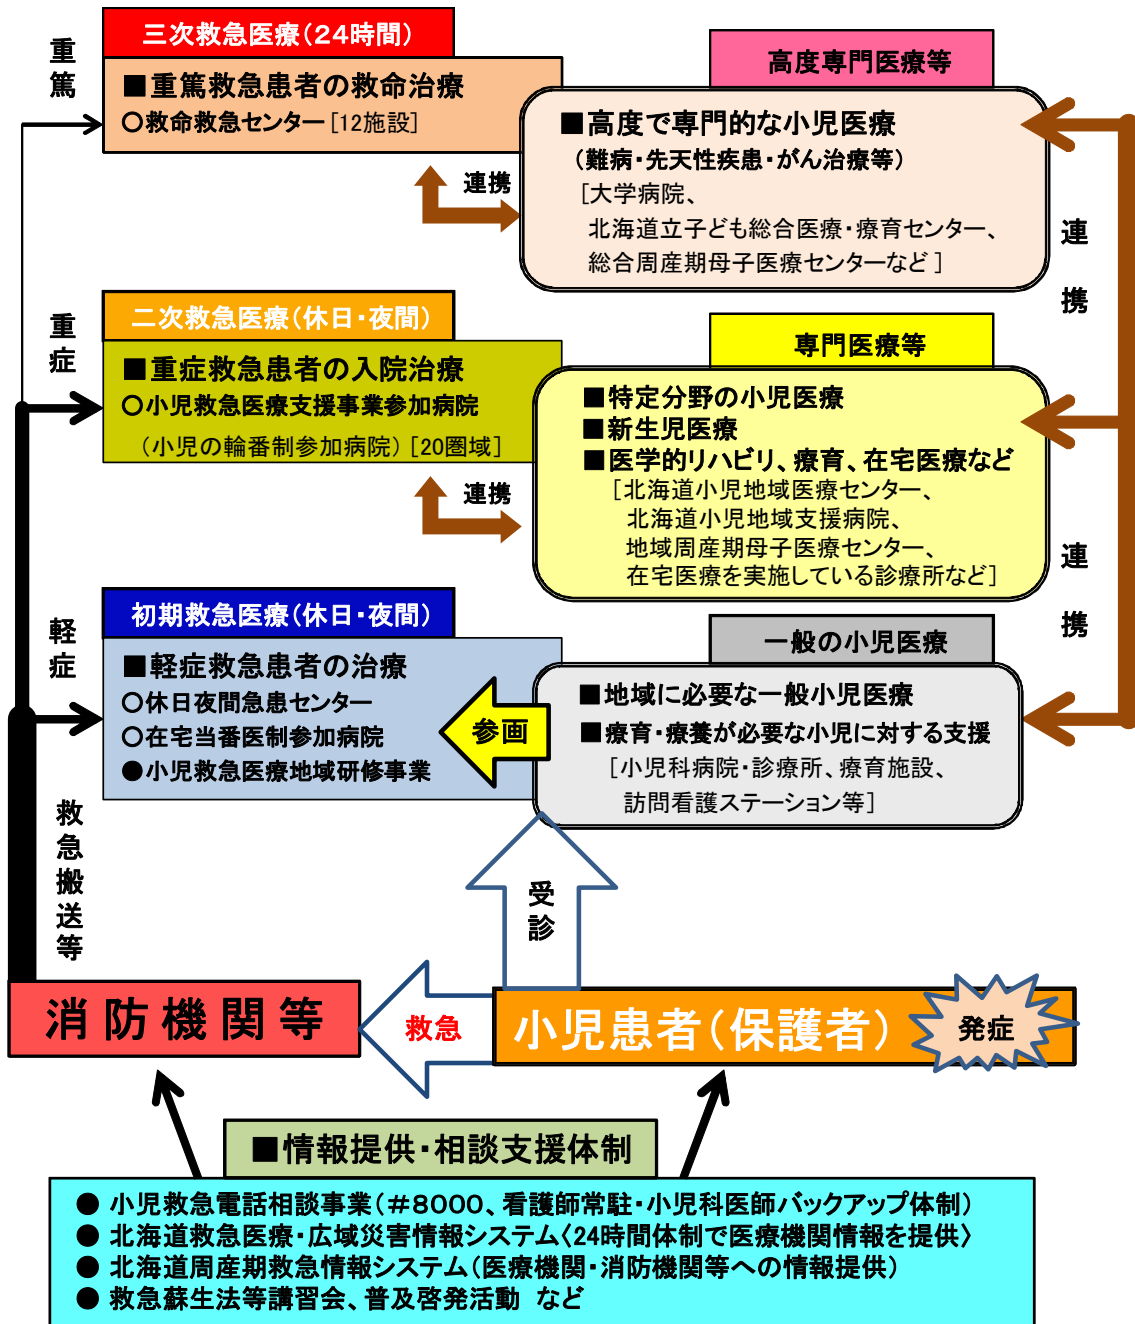 重篤
三次救急医療（24時間）
■重篤救急患者の救命治療
○救命救急センター［12施設］
高度専門医療等
■高度で専門的な小児医療
（難病・先天性疾患・がん治療等）
［大学病院、
北海道立子ども総合医療・療育センター、
総合周産期母子医療センターなど］
連携
連携
重症
二次救急医療（休日・夜間）
■重症救急患者の入院治療
○小児救急医療支援事業参加病院
（小児の輪番制参加病院）［20圏域］
専門医療等
■特定分野の小児医療
■新生児医療
■医学的リハビリ、療育、在宅医療など
［北海道小児地域医療センター、
北海道小児地域支援病院、
地域周産期母子医療センター、
在宅医療を実施している診療所など］
連携
連携
軽症
初期救急医療（休日・夜間）
■軽症救急患者の治療
○休日夜間急患センター
○在宅当番医制参加病院
●小児救急医療地域研修事業
参画
一般の小児医療
■地域に必要な一般小児医療
■療育・療養が必要な小児に対する支援
［小児科病院・診療所、療育施設、
訪問看護ステーション等］
救急搬送等
受診
消防機関等
救急
小児患者（保護者）
発症
■情報提供・相談支援体制
● 小児救急電話相談事業（＃8000、看護師常駐・小児科医師バックアップ体制）
● 北海道救急医療・広域災害情報システム〈24時間体制で医療機関情報を提供〉
● 北海道周産期救急情報システム（医療機関・消防機関等への情報提供）
● 救急蘇生法等講習会、普及啓発活動 など